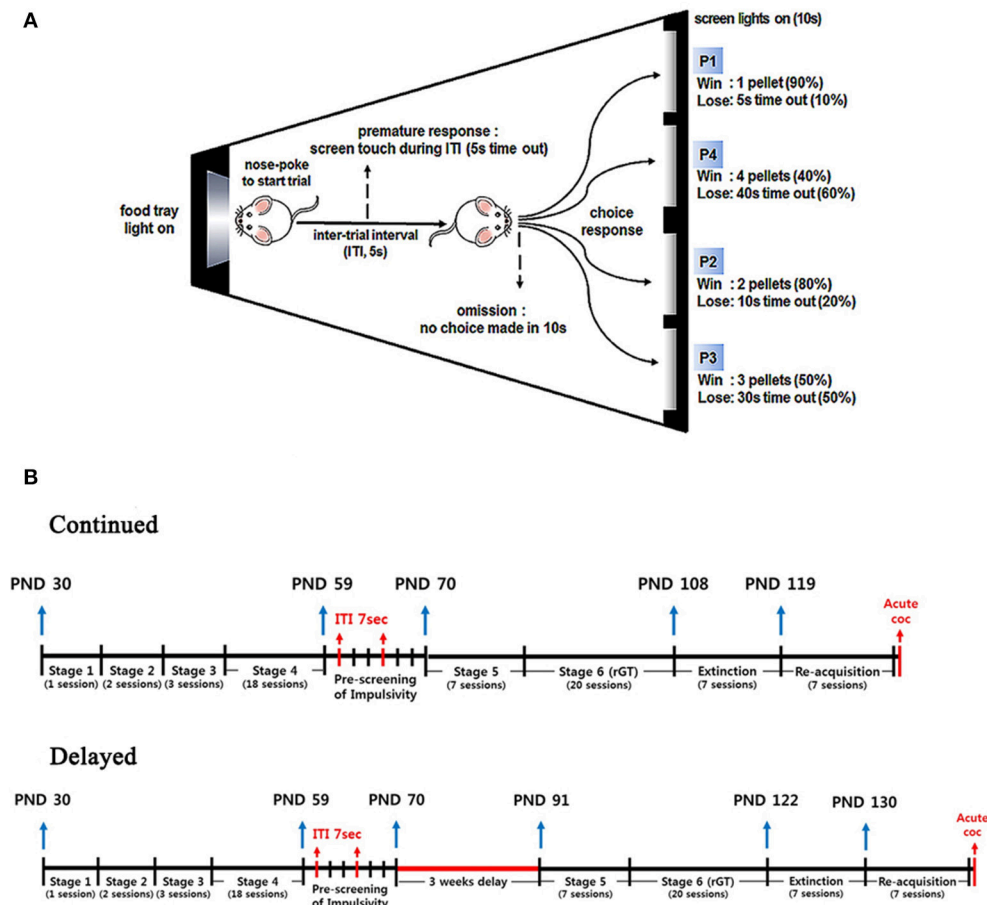 A
screen lights on (10s)
P1
Win : 1 pellet (90%)
Lose: 5s time out (10%)
premature response :
screen touch during ITI (5s time out)
nose-poke
to start trial
P4
Win : 4 pellets (40%)
Lose: 40s time out (60%)
food tray
light on
choice
response
inter-trial interval
(ITI, 5s)
P2
Win : 2 pellets (80%)
Lose: 10s time out (20%)
omission :
no choice made in 10s
P3
Win : 3 pellets (50%)
Lose: 30s time out (50%)
B
Continued
PND 30 PND 59 PND 70 PND 108 PND 119
ITI 7sec
Acute
coc
Stage 1 Stage 2 Stage 3 Stage 4 Stage 5 Stage 6 (rGT) Extinction Re-acquisition
(1 session) (2 sessions) (3 sessions) (18 sessions) (7 sessions) (20 sessions) (7 sessions) (7 sessions)
Pre-screening
of Impulsivity
Delayed
PND 30 PND 59 PND 70 PND 91 PND 122 PND 130
ITI 7sec
Acute
coc
Stage 1 Stage 2 Stage 3 Stage 4 3 weeks delay Stage 5 Stage 6 (rGT) Extinction Re-acquisition
(1 session) (2 sessions) (3 sessions) (18 sessions) (7 sessions) (20 sessions) (7 sessions) (7 sessions)
Pre-screening
of Impulsivity